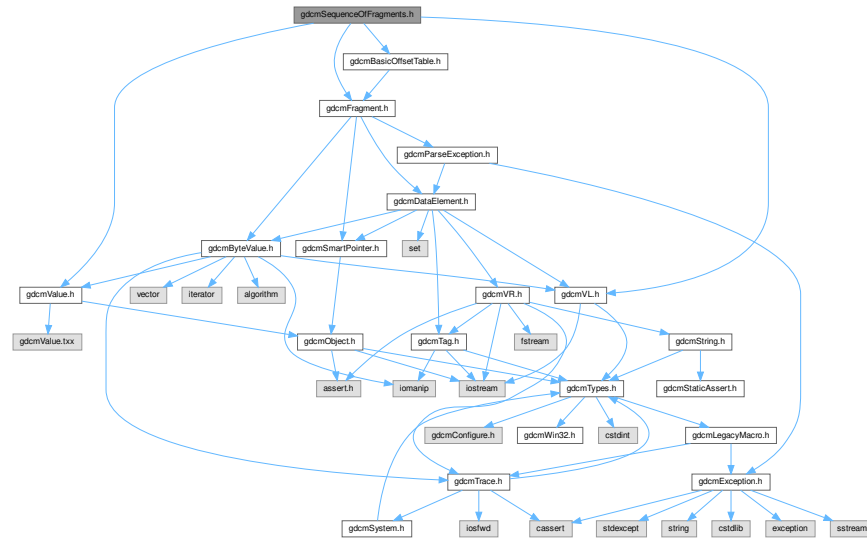 gdcmSequenceOfFragments.h
gdcmBasicOffsetTable.h
gdcmFragment.h
gdcmParseException.h
gdcmDataElement.h
gdcmByteValue.h
gdcmSmartPointer.h
set
gdcmValue.h
vector
iterator
algorithm
gdcmVR.h
gdcmVL.h
gdcmValue.txx
gdcmObject.h
gdcmTag.h
fstream
gdcmString.h
assert.h
iomanip
iostream
gdcmTypes.h
gdcmStaticAssert.h
gdcmConfigure.h
gdcmWin32.h
cstdint
gdcmLegacyMacro.h
gdcmTrace.h
gdcmException.h
gdcmSystem.h
iosfwd
cassert
stdexcept
string
cstdlib
exception
sstream